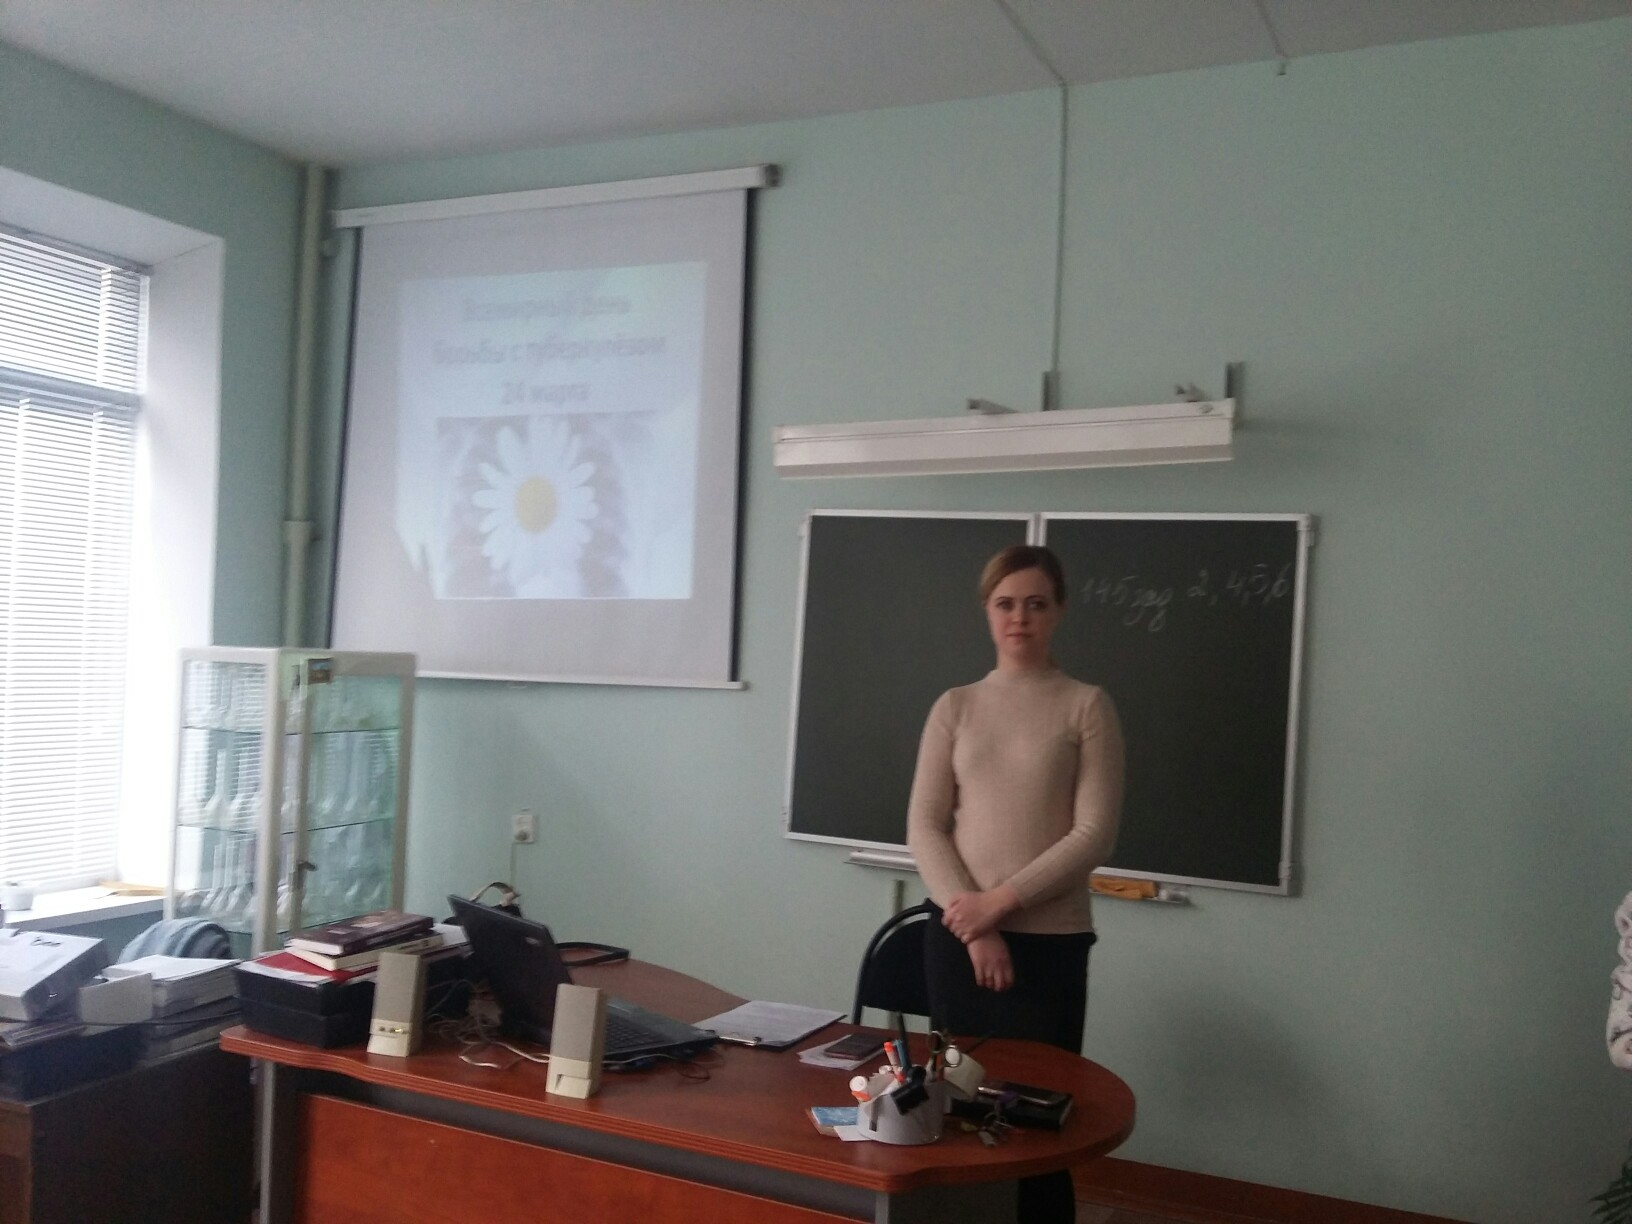 Всемирный день
борьбы с туберкулёзом
24 марта
145 зад 2, 4,5,6